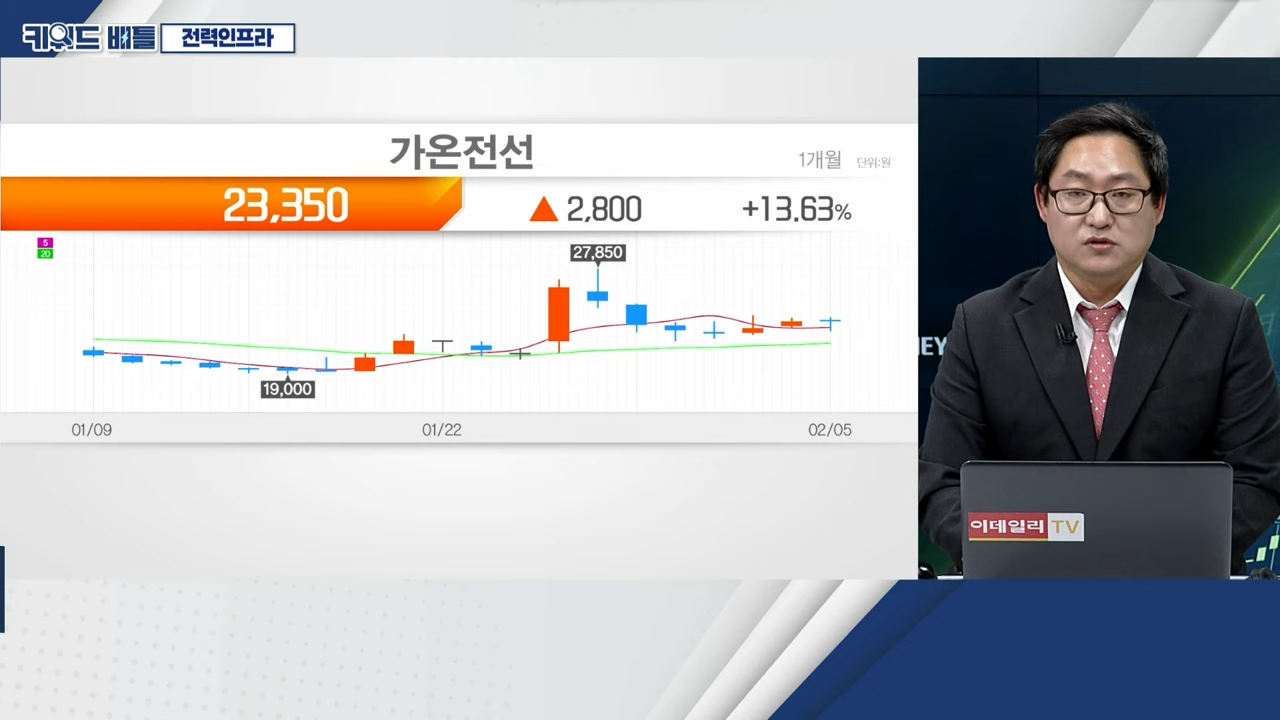 키워드 배틀 전력인프라
가온전선
1개월 단위:원
23,350 ▲ 2,800 +13.63%
5
20
27,850
19,000
01/09 01/22 02/05
이데일리 TV